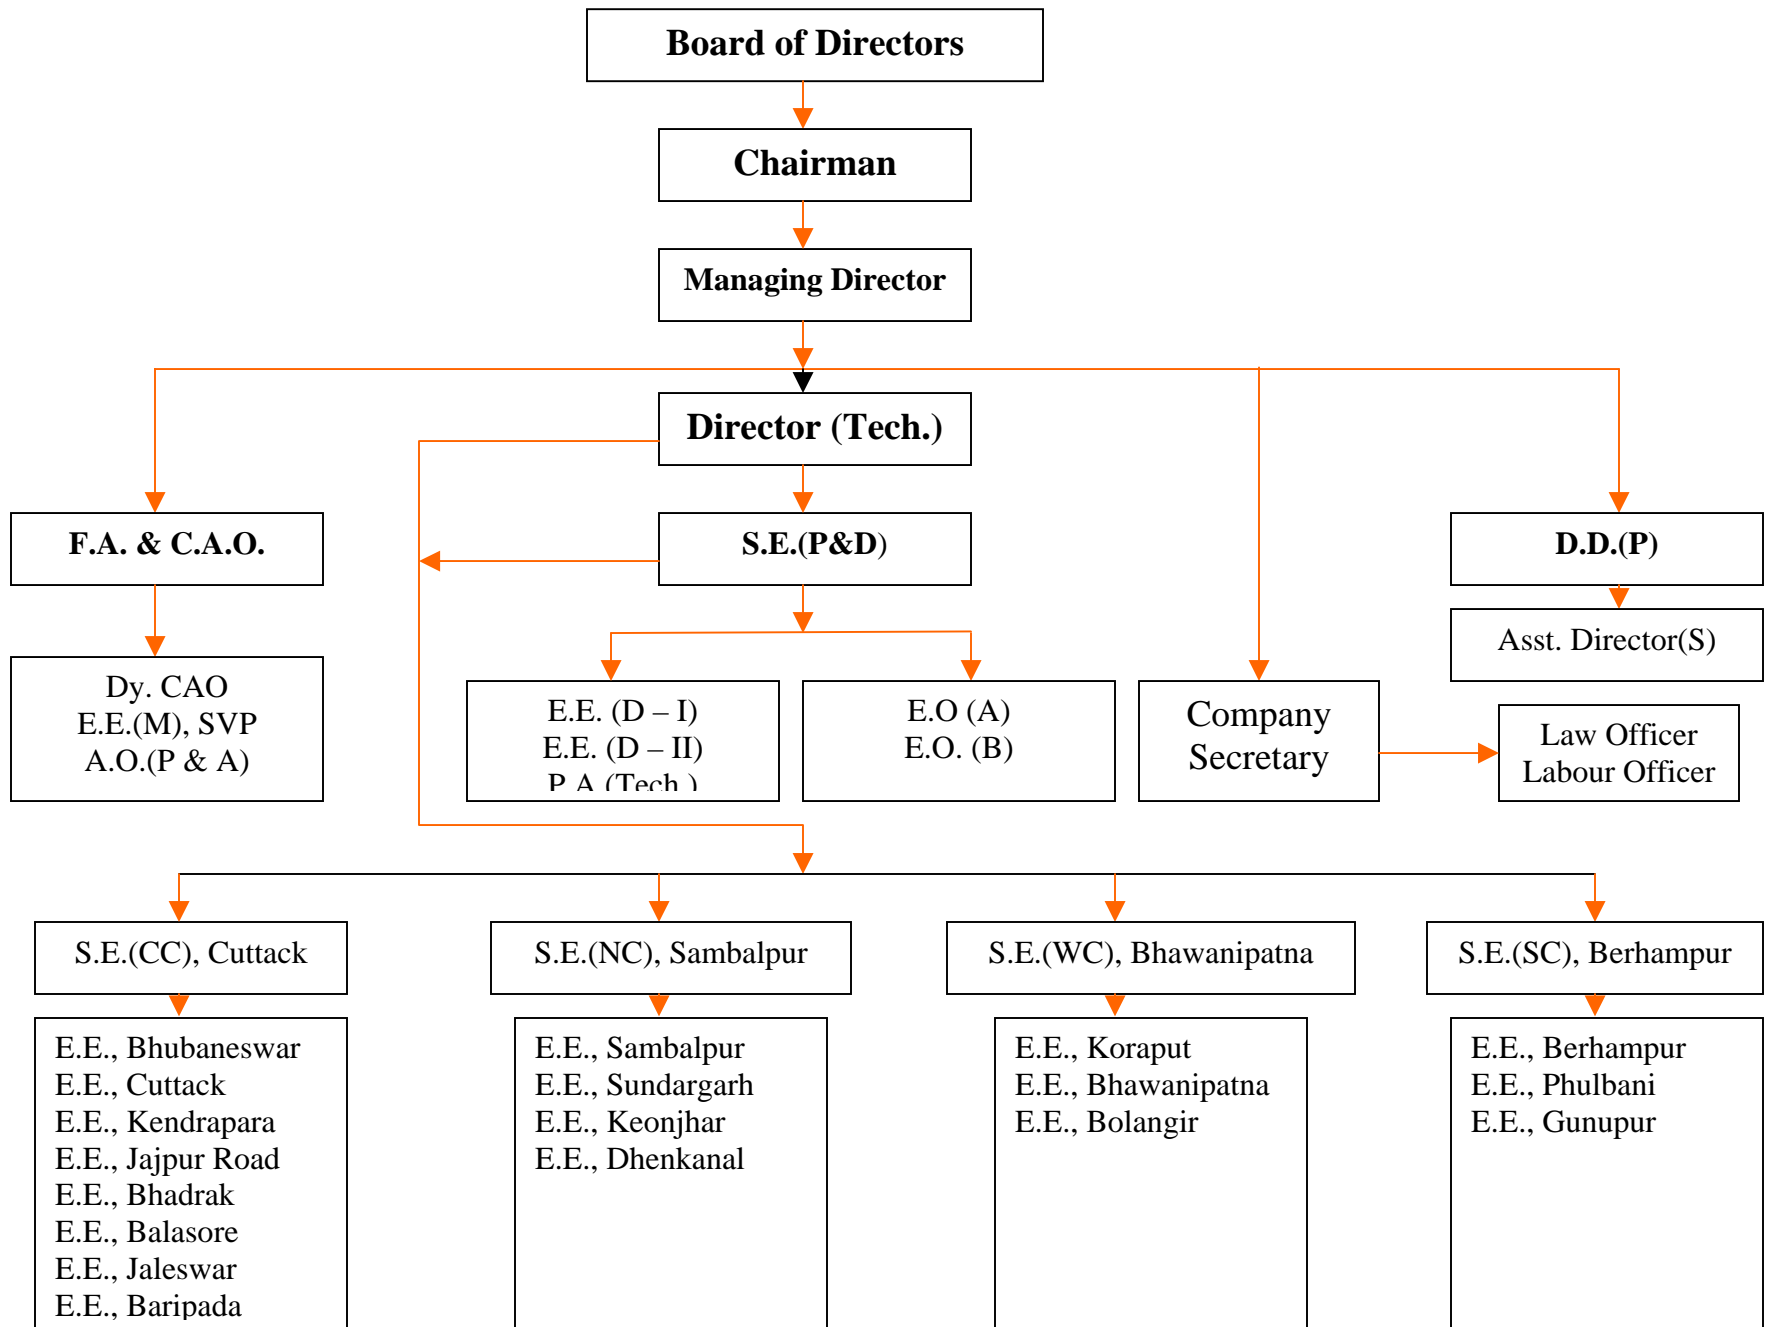 Board of Directors
Chairman
Managing Director
Director (Tech.)
F.A. & C.A.O.
S.E.(P&D)
D.D.(P)
Dy. CAO
E.E.(M), SVP
A.O.(P & A)
E.E. (D – I)
E.E. (D – II)
P.A (Tech.)
E.O (A)
E.O. (B)
Company
Secretary
Asst. Director(S)
Law Officer
Labour Officer
S.E.(CC), Cuttack
S.E.(NC), Sambalpur
S.E.(WC), Bhawanipatna
S.E.(SC), Berhampur
E.E., Bhubaneswar
E.E., Cuttack
E.E., Kendrapara
E.E., Jajpur Road
E.E., Bhadrak
E.E., Balasore
E.E., Jaleswar
E.E., Baripada
E.E., Sambalpur
E.E., Sundargarh
E.E., Keonjhar
E.E., Dhenkanal
E.E., Koraput
E.E., Bhawanipatna
E.E., Bolangir
E.E., Berhampur
E.E., Phulbani
E.E., Gunupur